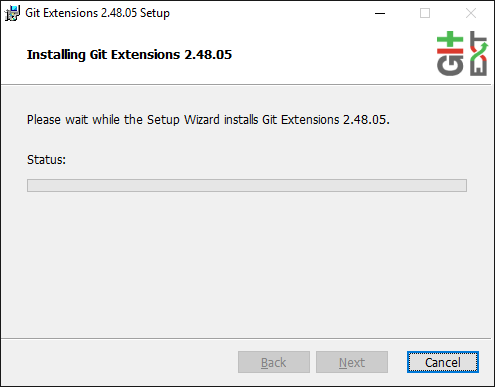 Git Extensions 2.48.05 Setup
Installing Git Extensions 2.48.05
Git
EXT
Please wait while the Setup Wizard installs Git Extensions 2.48.05.
Status:
Back Next Cancel